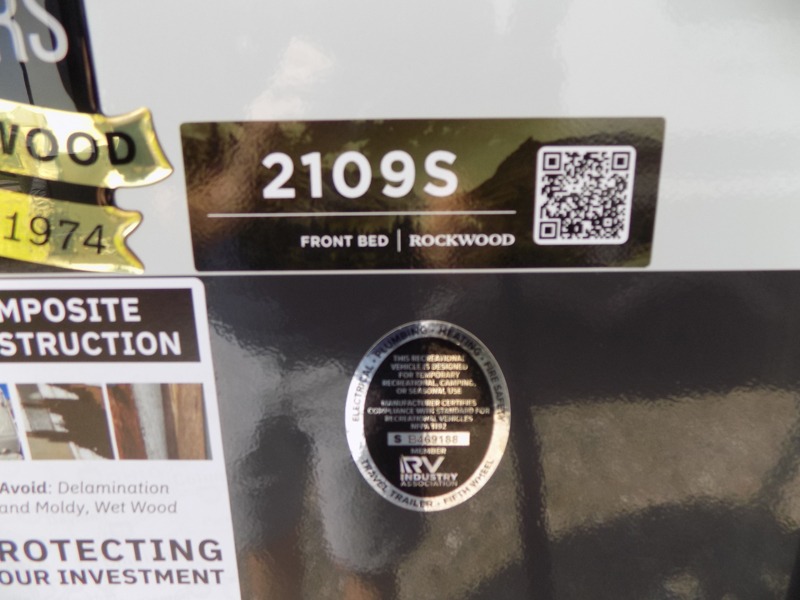 RS
WOOD
1974
2109S
FRONT BED | ROCKWOOD
MPOSITE
STRUCTION
Avoid: Delamination
and Moldy, Wet Wood
ROTECTING
OUR INVESTMENT
ELECTRICAL · PLUMBING · HEATING · FIRE SAFETY
THIS RECREATIONAL
VEHICLE IS DESIGNED
FOR TEMPORARY
RECREATIONAL, CAMPING,
OR SEASONAL USE
MANUFACTURER CERTIFIES
COMPLIANCE WITH STANDARD FOR
RECREATIONAL VEHICLES
NFPA 1192
S E469188
MEMBER
RV
INDUSTRY
ASSOCIATION
TRAVEL TRAILER · FIFTH WHEEL